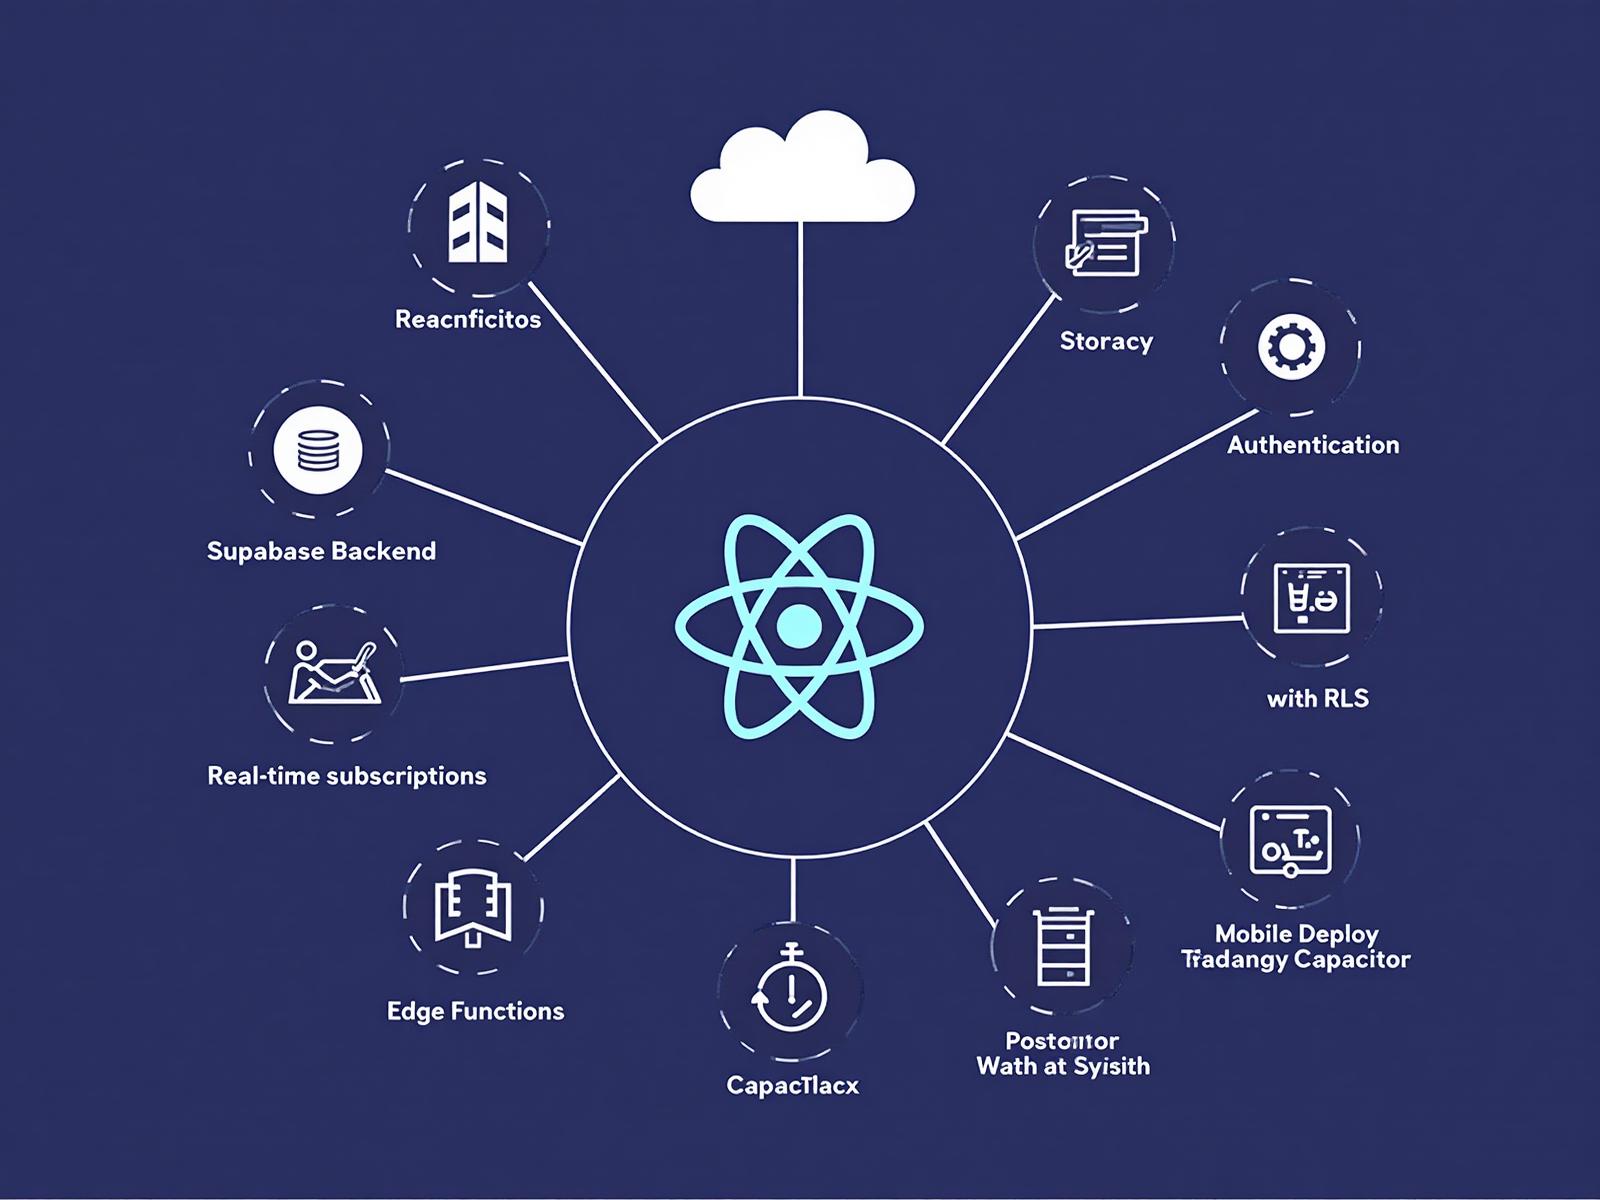 Reacnficitos
Storacy
Authentication
Supabase Backend
with RLS
Real-time subscriptions
Mobile Deploy
Tradangy Capacitor
Edge Functions
Postomtor
Wath at Syisith
CapacTlacx